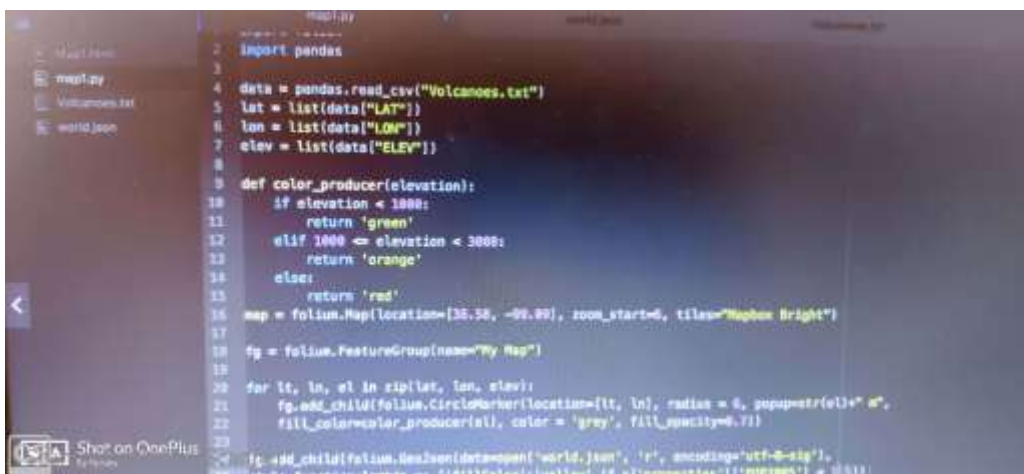 map1.py
world.json
Volcanoes.txt
map1.py
Volcanoes.txt
world.json
2 import pandas
3
4 data = pandas.read_csv("Volcanoes.txt")
5 lat = list(data["LAT"])
6 lon = list(data["LON"])
7 elev = list(data["ELEV"])
8
9 def color_producer(elevation):
10 if elevation < 1000:
11 return 'green'
12 elif 1000 <= elevation < 3000:
13 return 'orange'
14 else:
15 return 'red'
16 map = folium.Map(location=[38.58, -99.09], zoom_start=6, tiles="Mapbox Bright")
17
18 fg = folium.FeatureGroup(name="My Map")
19
20 for lt, ln, el in zip(lat, lon, elev):
21 fg.add_child(folium.CircleMarker(location=[lt, ln], radius = 6, popup=str(el)+" m",
22 fill_color=color_producer(el), color = 'grey', fill_opacity=0.7))
23
24 fg.add_child(folium.GeoJson(data=open('world.json', 'r', encoding='utf-8-sig'),
Shot on OnePlus